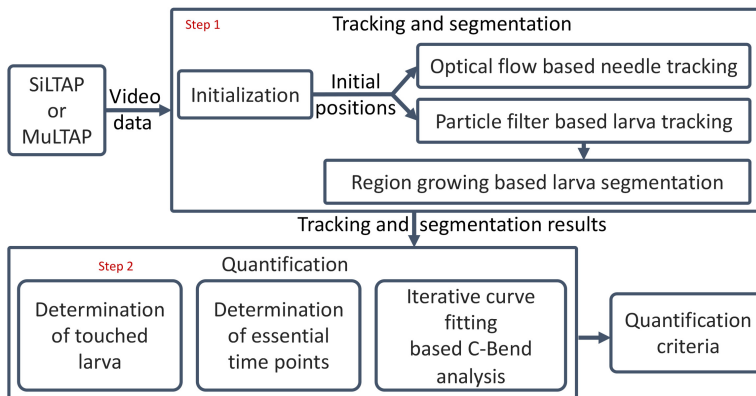 Step 1
Tracking and segmentation
SiLTAP
or
MuLTAP
Video
data
Initialization
Initial
positions
Optical flow based needle tracking
Particle filter based larva tracking
Region growing based larva segmentation
Tracking and segmentation results
Step 2
Quantification
Determination
of touched
larva
Determination
of essential
time points
Iterative curve
fitting
based C-Bend
analysis
Quantification
criteria